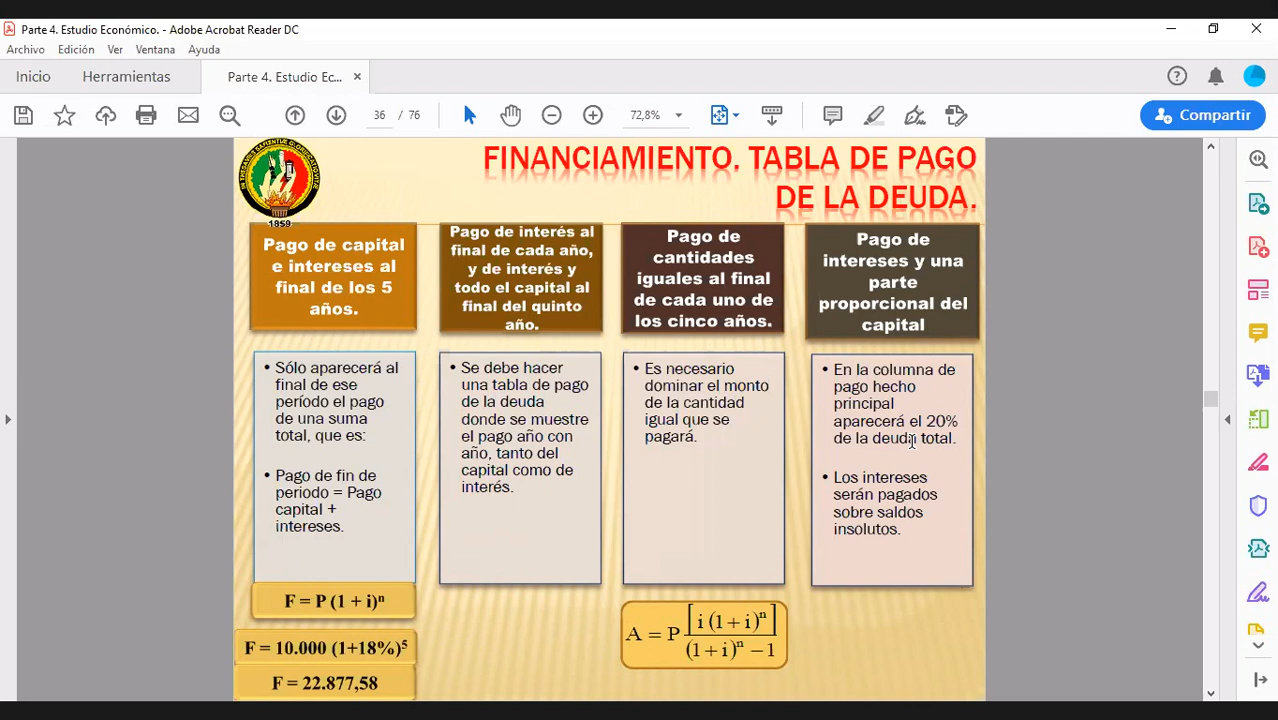 Parte 4. Estudio Económico. - Adobe Acrobat Reader DC
Archivo Edición Ver Ventana Ayuda
Inicio Herramientas Parte 4. Estudio Ec... ×
36 / 76 72,8% Compartir
1859
FINANCIAMIENTO. TABLA DE PAGO
DE LA DEUDA.
Pago de capital
e intereses al
final de los 5
años.
Sólo aparecerá al
final de ese
período el pago
de una suma
total, que es:
Pago de fin de
periodo = Pago
capital +
intereses.
F = P (1 + i)ⁿ
F = 10.000 (1+18%)⁵
F = 22.877,58
Pago de interés al
final de cada año,
y de interés y
todo el capital al
final del quinto
año.
Se debe hacer
una tabla de pago
de la deuda
donde se muestre
el pago año con
año, tanto del
capital como de
interés.
Pago de
cantidades
iguales al final
de cada uno de
los cinco años.
Es necesario
dominar el monto
de la cantidad
igual que se
pagará.
A = P [i (1 + i)ⁿ]
(1 + i)ⁿ − 1
Pago de
intereses y una
parte
proporcional del
capital
En la columna de
pago hecho
principal
aparecerá el 20%
de la deuda total.
Los intereses
serán pagados
sobre saldos
insolutos.